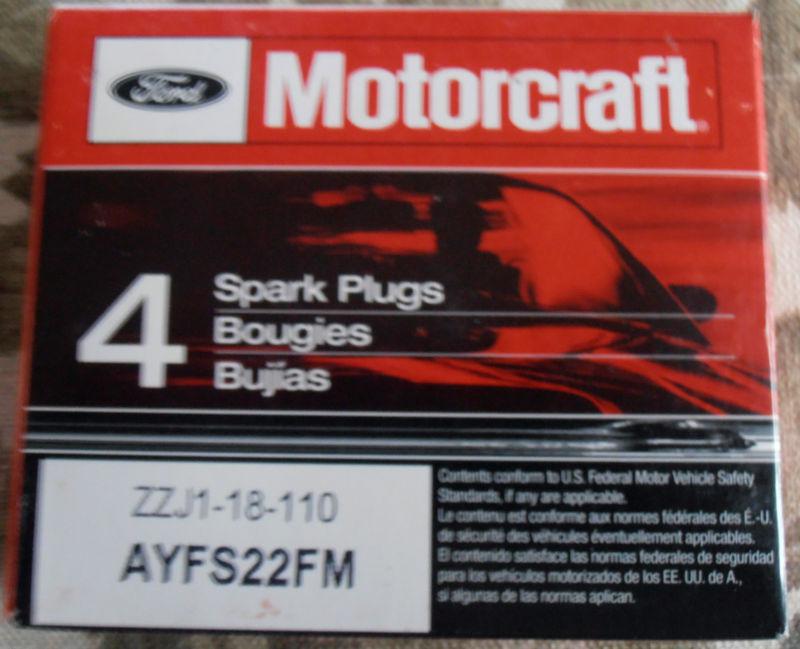 Ford
Motorcraft
4
Spark Plugs
Bougies
Bujías
ZZJ1-18-110
AYFS22FM
Contents conform to U.S. Federal Motor Vehicle Safety
Standards, if any are applicable.
Le contenu est conforme aux normes fédérales des É.-U.
de sécurité des véhicules éventuellement applicables.
El contenido satisface las normas federales de seguridad
para los vehículos motorizados de los EE. UU. de A.,
si algunas de las normas aplican.